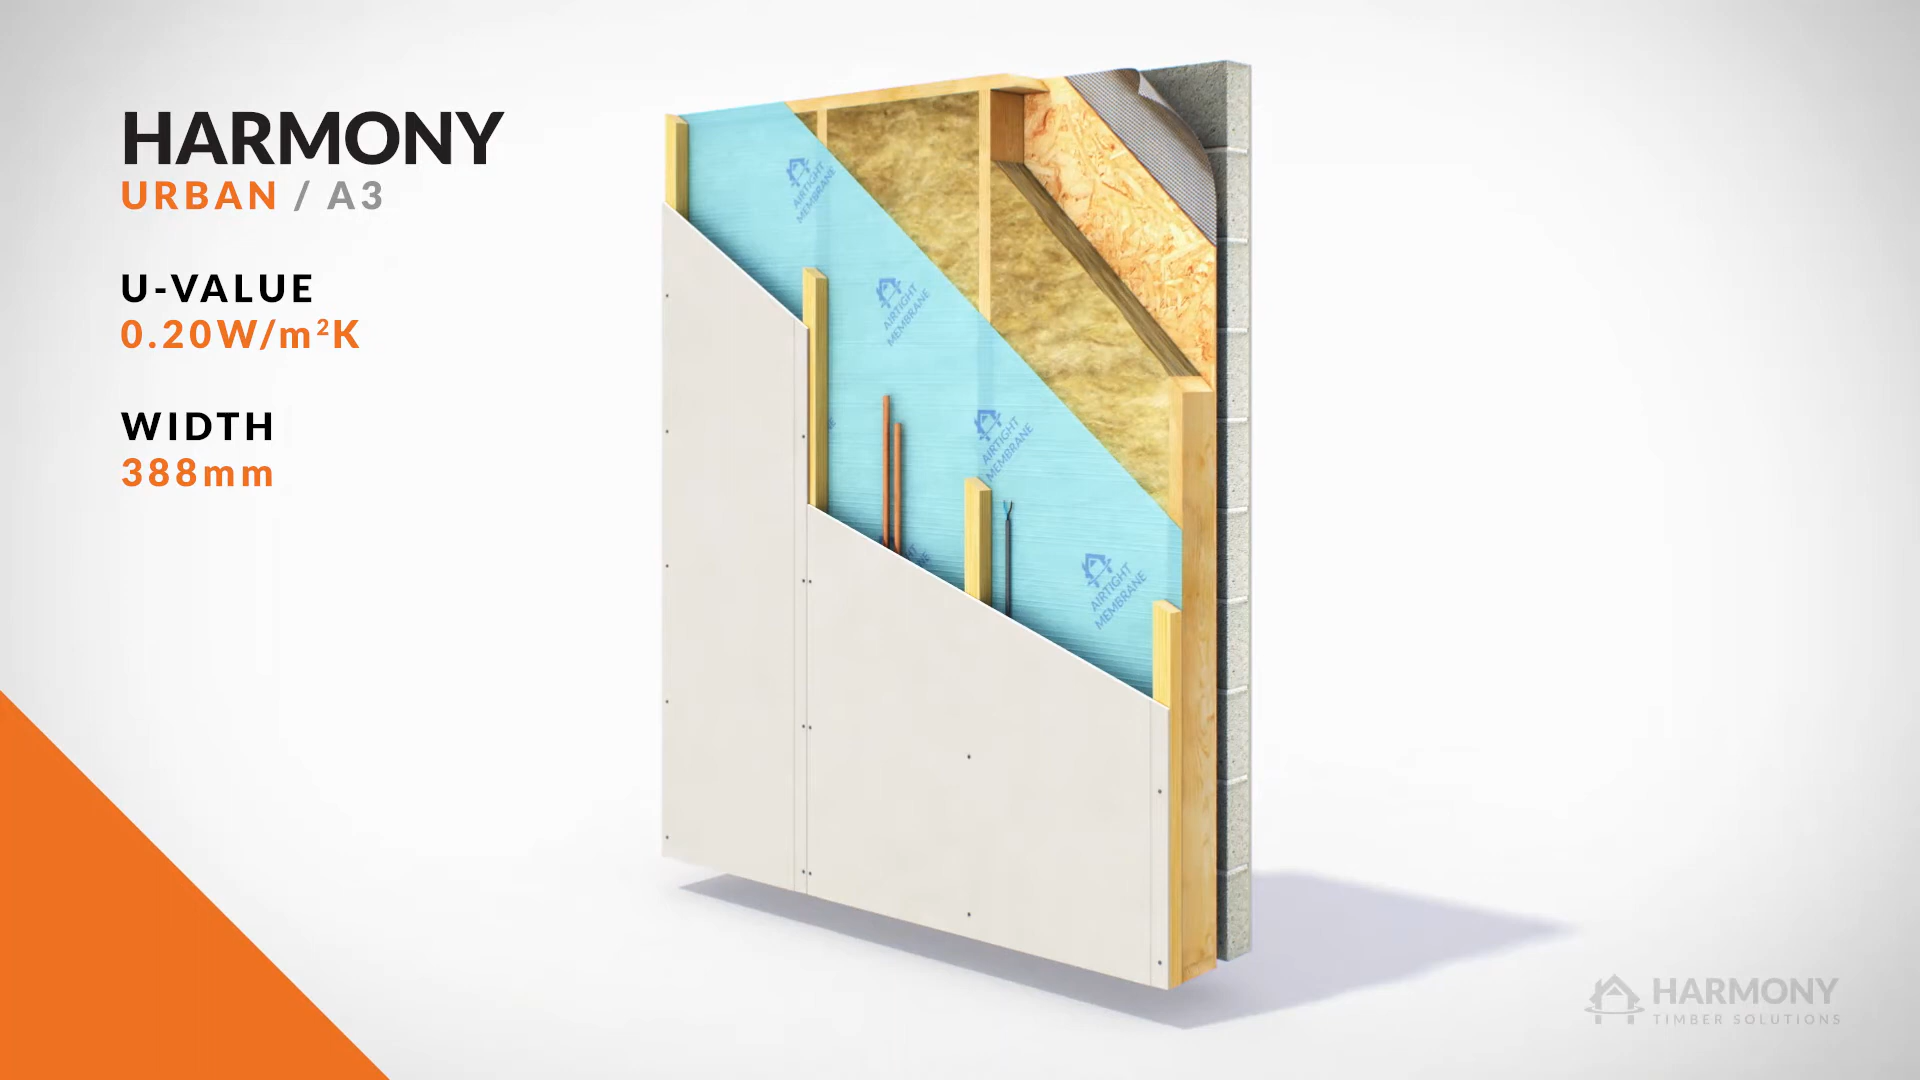 HARMONY
URBAN / A3
U-VALUE
0.20W/m²K
WIDTH
388mm
AIRTIGHT
MEMBRANE
AIRTIGHT
MEMBRANE
AIRTIGHT
MEMBRANE
AIRTIGHT
MEMBRANE
HARMONY
TIMBER SOLUTIONS